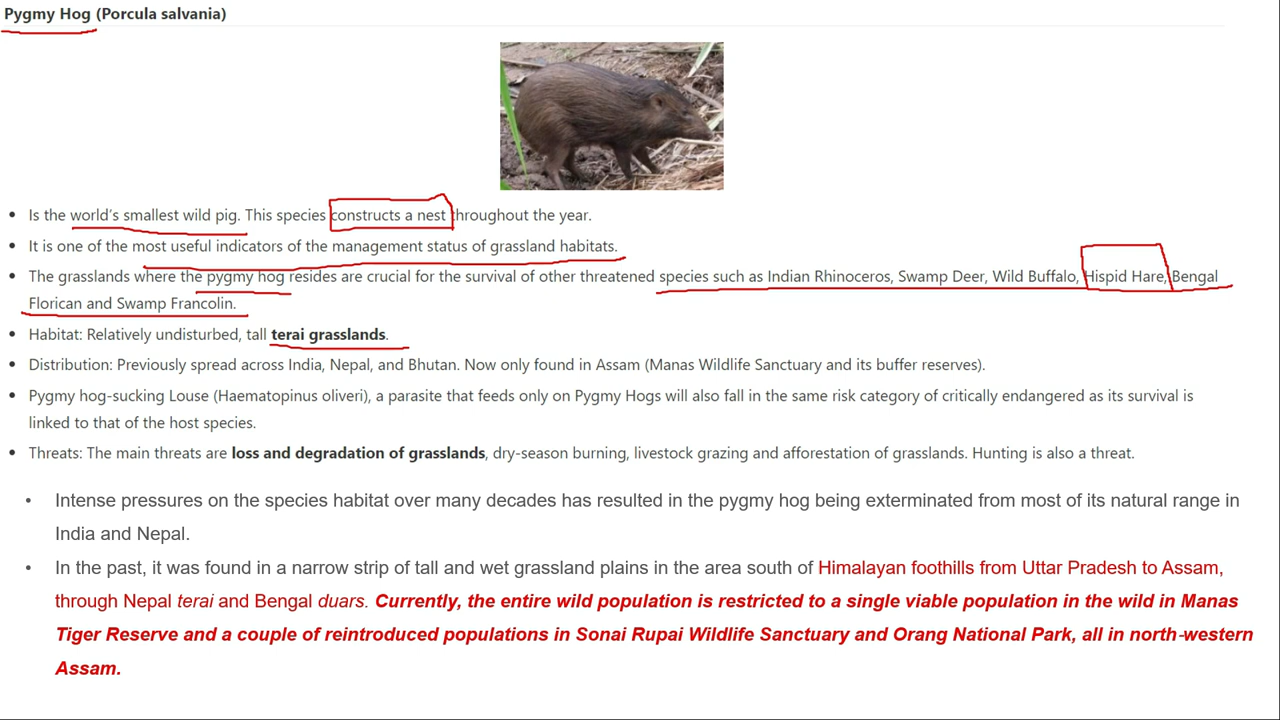 Pygmy Hog (Porcula salvania)
• Is the world's smallest wild pig. This species constructs a nest throughout the year.
• It is one of the most useful indicators of the management status of grassland habitats.
• The grasslands where the pygmy hog resides are crucial for the survival of other threatened species such as Indian Rhinoceros, Swamp Deer, Wild Buffalo, Hispid Hare, Bengal
Florican and Swamp Francolin.
• Habitat: Relatively undisturbed, tall terai grasslands.
• Distribution: Previously spread across India, Nepal, and Bhutan. Now only found in Assam (Manas Wildlife Sanctuary and its buffer reserves).
• Pygmy hog-sucking Louse (Haematopinus oliveri), a parasite that feeds only on Pygmy Hogs will also fall in the same risk category of critically endangered as its survival is
linked to that of the host species.
• Threats: The main threats are loss and degradation of grasslands, dry-season burning, livestock grazing and afforestation of grasslands. Hunting is also a threat.
• Intense pressures on the species habitat over many decades has resulted in the pygmy hog being exterminated from most of its natural range in
India and Nepal.
• In the past, it was found in a narrow strip of tall and wet grassland plains in the area south of Himalayan foothills from Uttar Pradesh to Assam,
through Nepal terai and Bengal duars. Currently, the entire wild population is restricted to a single viable population in the wild in Manas
Tiger Reserve and a couple of reintroduced populations in Sonai Rupai Wildlife Sanctuary and Orang National Park, all in north-western
Assam.